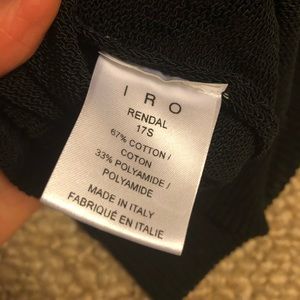 IRO
RENDAL
17S
67% COTTON /
COTON
33% POLYAMIDE /
POLYAMIDE
MADE IN ITALY
FABRIQUÉ EN ITALIE